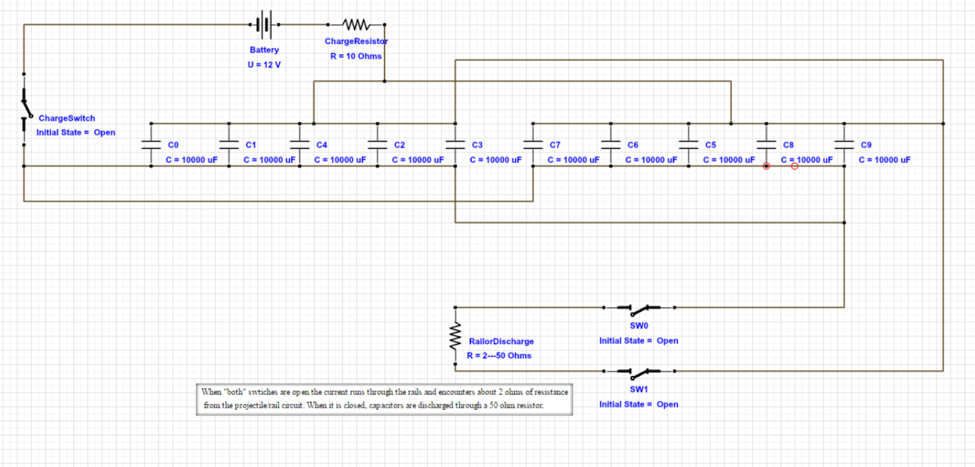 ChargeResistor
Battery
R = 10 Ohms
U = 12 V
ChargeSwitch
Initial State = Open
C0
C1
C4
C2
C3
C7
C6
C5
C8
C9
C = 10000 uF
C = 10000 uF
C = 10000 uF
C = 10000 uF
C = 10000 uF
C = 10000 uF
C = 10000 uF
C = 10000 uF
C = 10000 uF
C = 10000 uF
SW0
Initial State = Open
RailorDischarge
R = 2---50 Ohms
SW1
Initial State = Open
When "both" swtiches are open the current runs through the rails and encounters about 2 ohms of resistance
from the projectile/rail circuit. When it is closed, capacitors are discharged through a 50 ohm resistor.